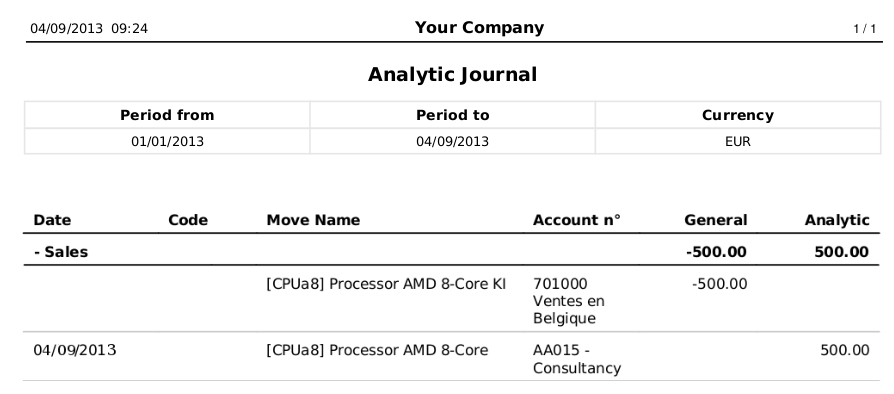 04/09/2013 09:24 Your Company 1 / 1
Analytic Journal
Period from Period to Currency
01/01/2013 04/09/2013 EUR
Date Code Move Name Account n° General Analytic
- Sales -500.00 500.00
[CPUa8] Processor AMD 8-Core KI 701000 -500.00
Ventes en
Belgique
04/09/2013 [CPUa8] Processor AMD 8-Core AA015 - 500.00
Consultancy